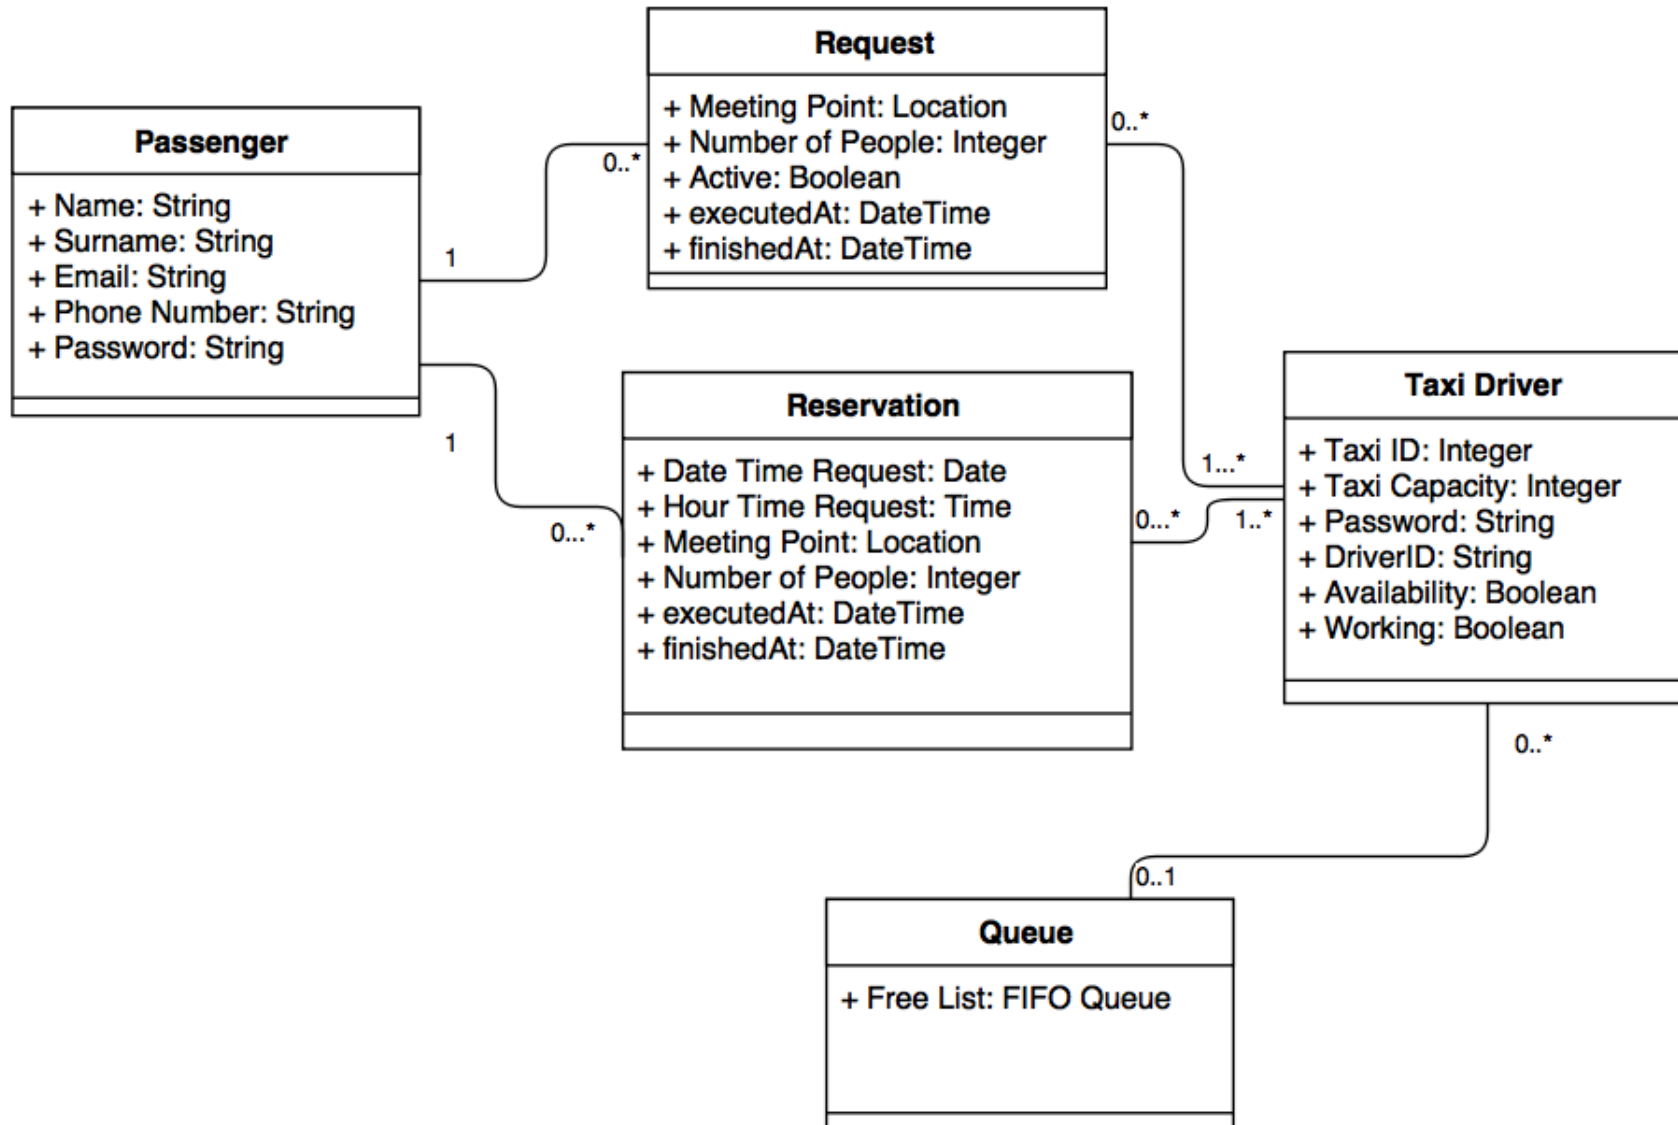 Request
+ Meeting Point: Location
+ Number of People: Integer
+ Active: Boolean
+ executedAt: DateTime
+ finishedAt: DateTime
Passenger
+ Name: String
+ Surname: String
+ Email: String
+ Phone Number: String
+ Password: String
1
0..*
0..*
1
0...*
Reservation
+ Date Time Request: Date
+ Hour Time Request: Time
+ Meeting Point: Location
+ Number of People: Integer
+ executedAt: DateTime
+ finishedAt: DateTime
1...*
0...*
1..*
Taxi Driver
+ Taxi ID: Integer
+ Taxi Capacity: Integer
+ Password: String
+ DriverID: String
+ Availability: Boolean
+ Working: Boolean
0..*
0..1
Queue
+ Free List: FIFO Queue